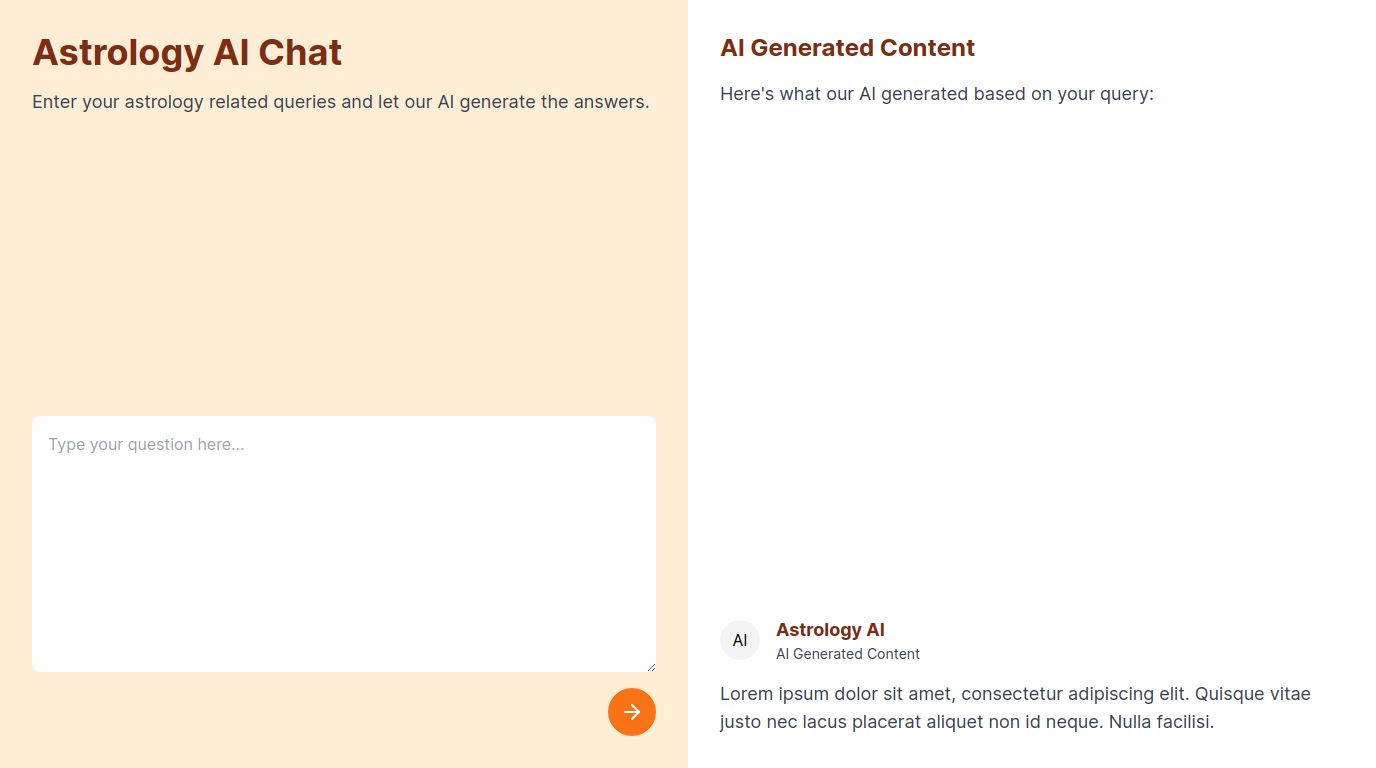 Astrology AI Chat
Enter your astrology related queries and let our AI generate the answers.
Type your question here...
AI Generated Content
Here's what our AI generated based on your query:
AI
Astrology AI
AI Generated Content
Lorem ipsum dolor sit amet, consectetur adipiscing elit. Quisque vitae
justo nec lacus placerat aliquet non id neque. Nulla facilisi.